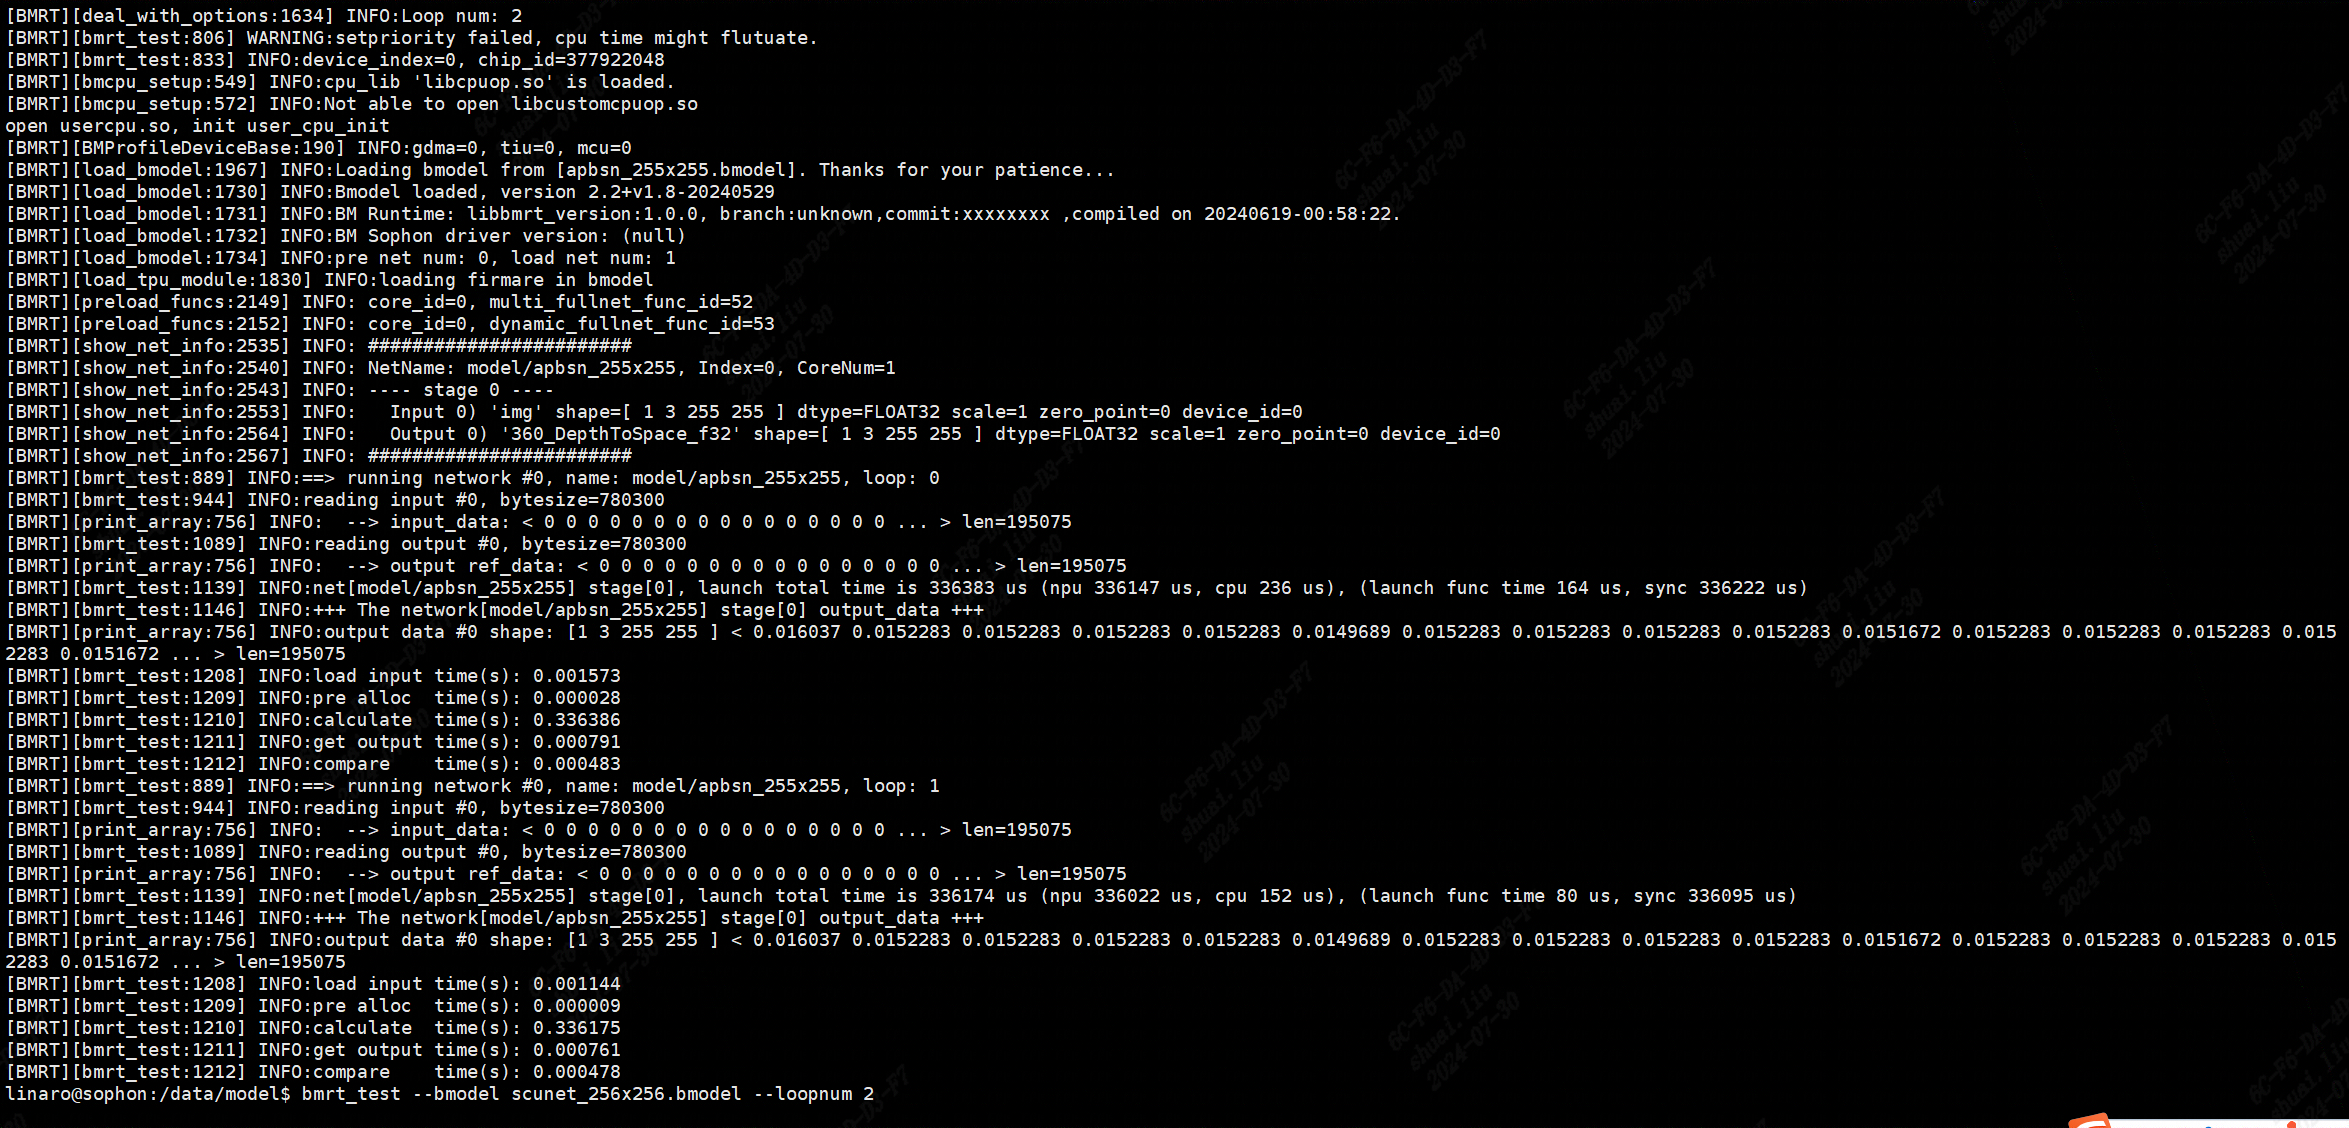 [BMRT][deal_with_options:1634] INFO:Loop num: 2
[BMRT][bmrt_test:806] WARNING:setpriority failed, cpu time might flutuate.
[BMRT][bmrt_test:833] INFO:device_index=0, chip_id=377922048
[BMRT][bmcpu_setup:549] INFO:cpu_lib 'libcpuop.so' is loaded.
[BMRT][bmcpu_setup:572] INFO:Not able to open libcustomcpuop.so
open usercpu.so, init user_cpu_init
[BMRT][BMProfileDeviceBase:190] INFO:gdma=0, tiu=0, mcu=0
[BMRT][load_bmodel:1967] INFO:Loading bmodel from [apbsn_255x255.bmodel]. Thanks for your patience...
[BMRT][load_bmodel:1730] INFO:Bmodel loaded, version 2.2+v1.8-20240529
[BMRT][load_bmodel:1731] INFO:BM Runtime: libbmrt_version:1.0.0, branch:unknown,commit:xxxxxxxx ,compiled on 20240619-00:58:22.
[BMRT][load_bmodel:1732] INFO:BM Sophon driver version: (null)
[BMRT][load_bmodel:1734] INFO:pre net num: 0, load net num: 1
[BMRT][load_tpu_module:1830] INFO:loading firmare in bmodel
[BMRT][preload_funcs:2149] INFO: core_id=0, multi_fullnet_func_id=52
[BMRT][preload_funcs:2152] INFO: core_id=0, dynamic_fullnet_func_id=53
[BMRT][show_net_info:2535] INFO: ########################
[BMRT][show_net_info:2540] INFO: NetName: model/apbsn_255x255, Index=0, CoreNum=1
[BMRT][show_net_info:2543] INFO: ---- stage 0 ----
[BMRT][show_net_info:2553] INFO:   Input 0) 'img' shape=[ 1 3 255 255 ] dtype=FLOAT32 scale=1 zero_point=0 device_id=0
[BMRT][show_net_info:2564] INFO:   Output 0) '360_DepthToSpace_f32' shape=[ 1 3 255 255 ] dtype=FLOAT32 scale=1 zero_point=0 device_id=0
[BMRT][show_net_info:2567] INFO: ########################
[BMRT][bmrt_test:889] INFO:==> running network #0, name: model/apbsn_255x255, loop: 0
[BMRT][bmrt_test:944] INFO:reading input #0, bytesize=780300
[BMRT][print_array:756] INFO:  --> input_data: < 0 0 0 0 0 0 0 0 0 0 0 0 0 0 0 0 ... > len=195075
[BMRT][bmrt_test:1089] INFO:reading output #0, bytesize=780300
[BMRT][print_array:756] INFO:  --> output ref_data: < 0 0 0 0 0 0 0 0 0 0 0 0 0 0 0 0 ... > len=195075
[BMRT][bmrt_test:1139] INFO:net[model/apbsn_255x255] stage[0], launch total time is 336383 us (npu 336147 us, cpu 236 us), (launch func time 164 us, sync 336222 us)
[BMRT][bmrt_test:1146] INFO:+++ The network[model/apbsn_255x255] stage[0] output_data +++
[BMRT][print_array:756] INFO:output data #0 shape: [1 3 255 255 ] < 0.016037 0.0152283 0.0152283 0.0152283 0.0152283 0.0149689 0.0152283 0.0152283 0.0152283 0.0152283 0.0151672 0.0152283 0.0152283 0.0152283 0.015
2283 0.0151672 ... > len=195075
[BMRT][bmrt_test:1208] INFO:load input time(s): 0.001573
[BMRT][bmrt_test:1209] INFO:pre alloc  time(s): 0.000028
[BMRT][bmrt_test:1210] INFO:calculate  time(s): 0.336386
[BMRT][bmrt_test:1211] INFO:get output time(s): 0.000791
[BMRT][bmrt_test:1212] INFO:compare    time(s): 0.000483
[BMRT][bmrt_test:889] INFO:==> running network #0, name: model/apbsn_255x255, loop: 1
[BMRT][bmrt_test:944] INFO:reading input #0, bytesize=780300
[BMRT][print_array:756] INFO:  --> input_data: < 0 0 0 0 0 0 0 0 0 0 0 0 0 0 0 0 ... > len=195075
[BMRT][bmrt_test:1089] INFO:reading output #0, bytesize=780300
[BMRT][print_array:756] INFO:  --> output ref_data: < 0 0 0 0 0 0 0 0 0 0 0 0 0 0 0 0 ... > len=195075
[BMRT][bmrt_test:1139] INFO:net[model/apbsn_255x255] stage[0], launch total time is 336174 us (npu 336022 us, cpu 152 us), (launch func time 80 us, sync 336095 us)
[BMRT][bmrt_test:1146] INFO:+++ The network[model/apbsn_255x255] stage[0] output_data +++
[BMRT][print_array:756] INFO:output data #0 shape: [1 3 255 255 ] < 0.016037 0.0152283 0.0152283 0.0152283 0.0152283 0.0149689 0.0152283 0.0152283 0.0152283 0.0152283 0.0151672 0.0152283 0.0152283 0.0152283 0.015
2283 0.0151672 ... > len=195075
[BMRT][bmrt_test:1208] INFO:load input time(s): 0.001144
[BMRT][bmrt_test:1209] INFO:pre alloc  time(s): 0.000009
[BMRT][bmrt_test:1210] INFO:calculate  time(s): 0.336175
[BMRT][bmrt_test:1211] INFO:get output time(s): 0.000761
[BMRT][bmrt_test:1212] INFO:compare    time(s): 0.000478
linaro@sophon:/data/model$ bmrt_test --bmodel scunet_256x256.bmodel --loopnum 2
6C-F6-DA-4D-D3-F7
shuai.liu
2024-07-30